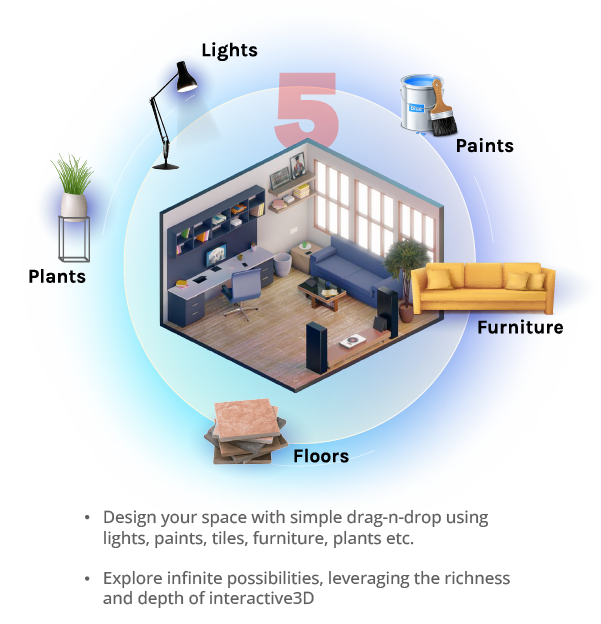 Lights
5
Blue
Paints
Plants
Furniture
Floors
• Design your space with simple drag-n-drop using
lights, paints, tiles, furniture, plants etc.
• Explore infinite possibilities, leveraging the richness
and depth of interactive3D